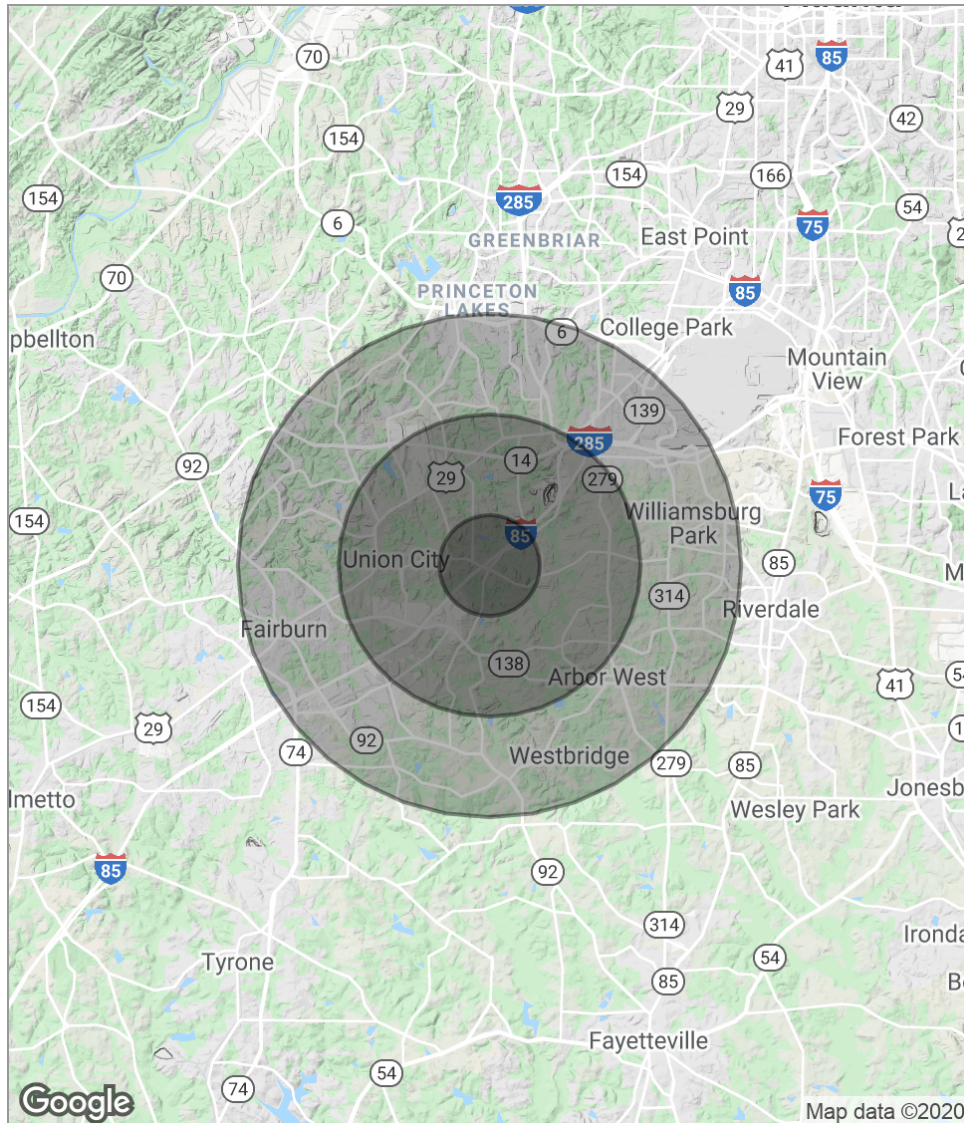 70
41
85
29
42
154
154
166
154
285
6
54
75
GREENBRIAR
East Point
70
85
PRINCETON
LAKES
6
College Park
pbellton
Mountain
View
139
285
Forest Park
14
92
29
279
75
154
Williamsburg
Park
85
Union City
85
314
Riverdale
Fairburn
138
Arbor West
54
41
154
29
92
74
Westbridge
279
85
Jonesb
lmetto
Wesley Park
85
92
314
Tyrone
54
Ironda
85
Fayetteville
54
74
Google
Map data ©2020